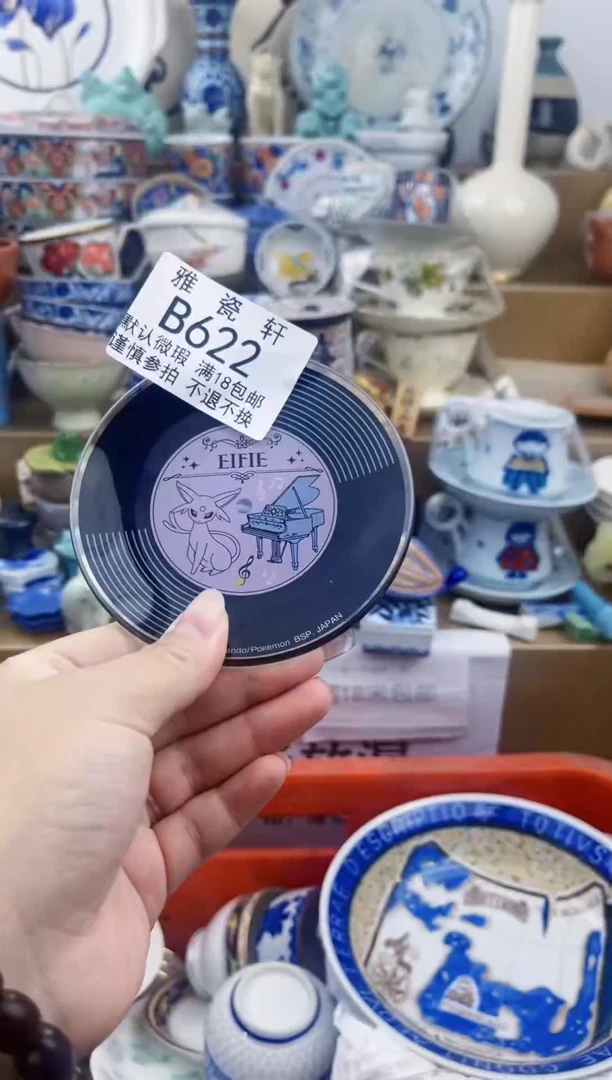 雅瓷轩
B622
默认微瑕 满18包邮
谨慎参拍 不退不换
EIFIE
endo/Pokémon BSP. JAPAN